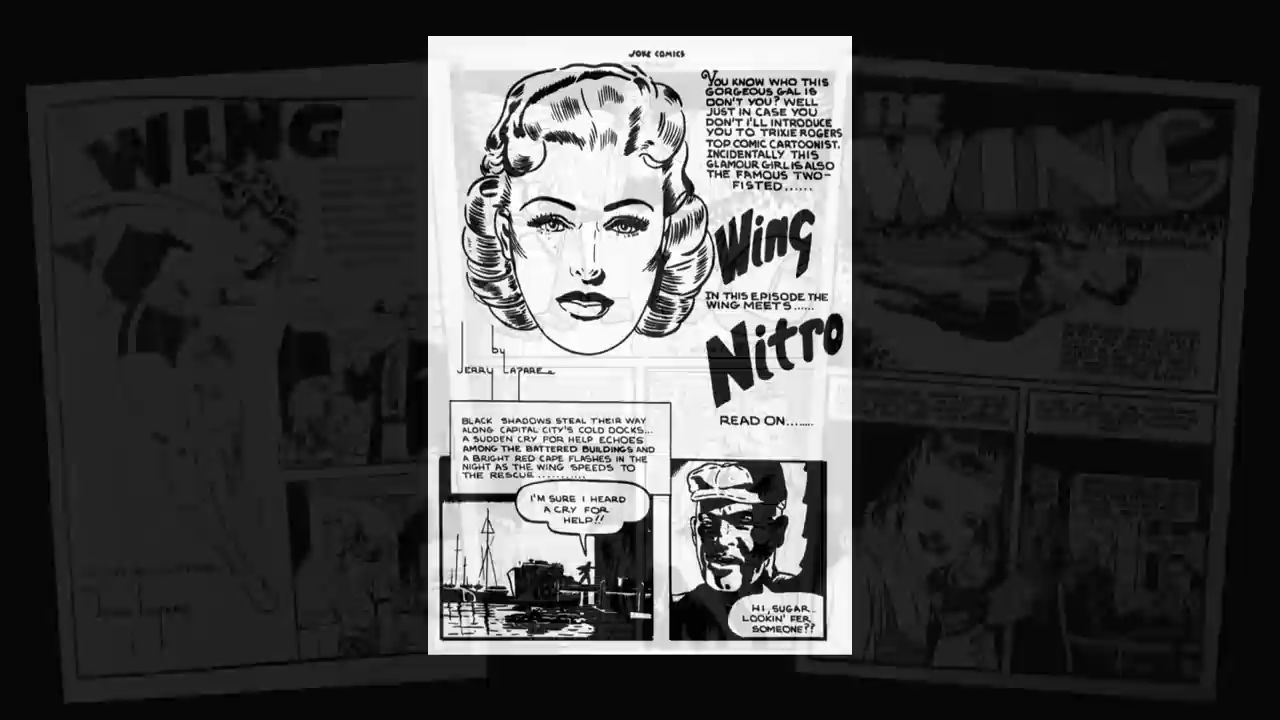 WING
THE
WING
JOKE COMICS
YOU KNOW WHO THIS
GORGEOUS GAL IS
DON'T YOU? WELL
JUST IN CASE YOU
DON'T I'LL INTRODUCE
YOU TO TRIXIE ROGERS
TOP COMIC CARTOONIST.
INCIDENTALLY THIS
GLAMOUR GIRL IS ALSO
THE FAMOUS TWO-
FISTED......
Wing
IN THIS EPISODE THE
WING MEETS......
Nitro
READ ON.......
by
JERRY LAZARE
BLACK SHADOWS STEAL THEIR WAY
ALONG CAPITAL CITY'S COLD DOCKS...
A SUDDEN CRY FOR HELP ECHOES
AMONG THE BATTERED BUILDINGS AND
A BRIGHT RED CAPE FLASHES IN THE
NIGHT AS THE WING SPEEDS TO
THE RESCUE...........
I'M SURE I HEARD
A CRY FOR
HELP!!
HI, SUGAR..
LOOKIN' FER
SOMEONE??